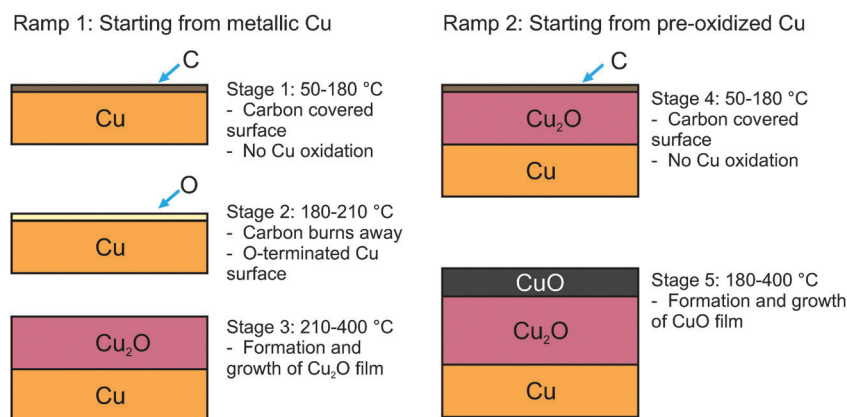 Ramp 1: Starting from metallic Cu
C
Cu
Stage 1: 50-180 °C
- Carbon covered
surface
- No Cu oxidation
O
Cu
Stage 2: 180-210 °C
- Carbon burns away
- O-terminated Cu
surface
Cu₂O
Cu
Stage 3: 210-400 °C
- Formation and
growth of Cu₂O film
Ramp 2: Starting from pre-oxidized Cu
C
Cu₂O
Cu
Stage 4: 50-180 °C
- Carbon covered
surface
- No Cu oxidation
CuO
Cu₂O
Cu
Stage 5: 180-400 °C
- Formation and growth
of CuO film